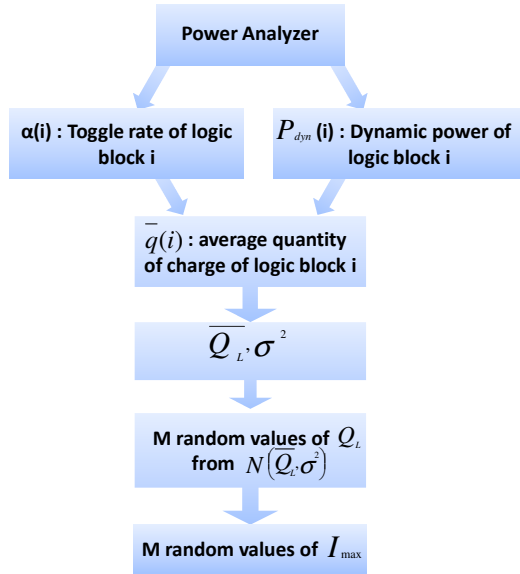 Power Analyzer
α(i) : Toggle rate of logic
block i
P_dyn (i) : Dynamic power of
logic block i
q̅(i) : average quantity
of charge of logic block i
Q̅_L, σ²
M random values of Q_L
from N(Q̅_L, σ²)
M random values of I_max